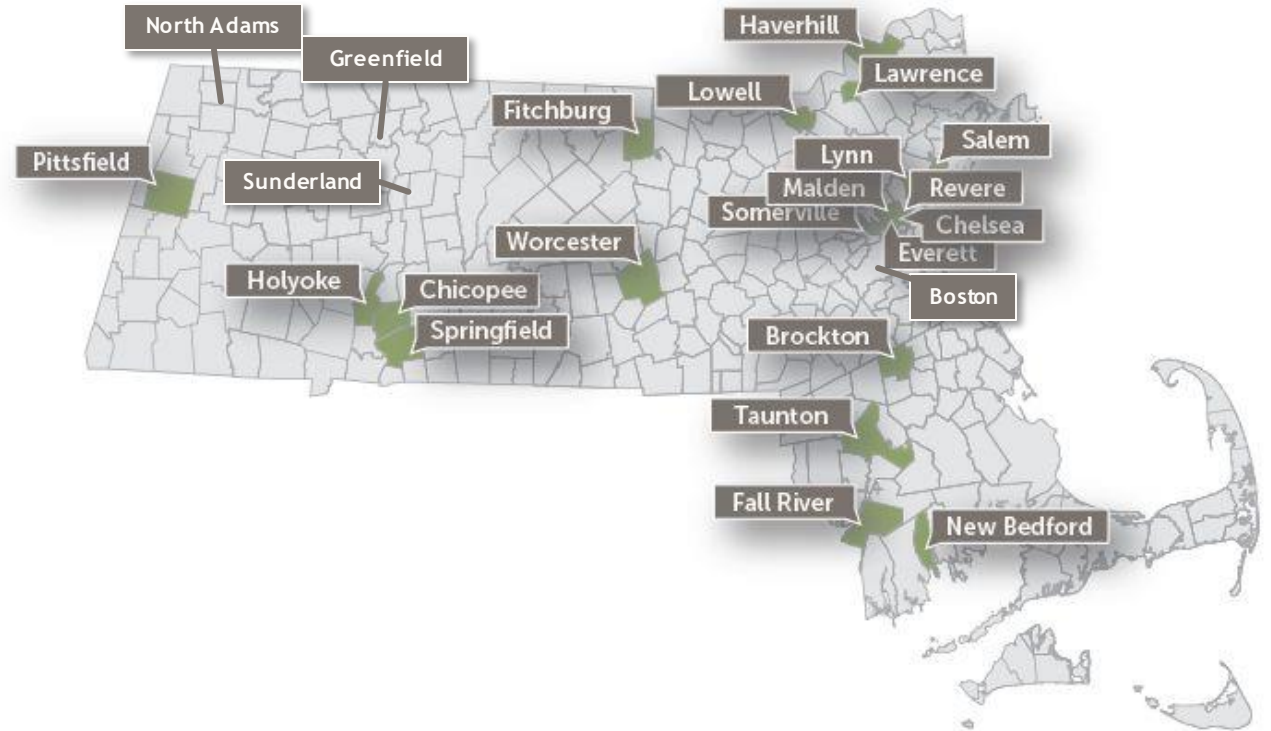 North Adams
Haverhill
Greenfield
Lawrence
Lowell
Fitchburg
Salem
Lynn
Pittsfield
Sunderland
Malden
Revere
Somerville
Chelsea
Worcester
Everett
Holyoke
Chicopee
Boston
Springfield
Brockton
Taunton
Fall River
New Bedford